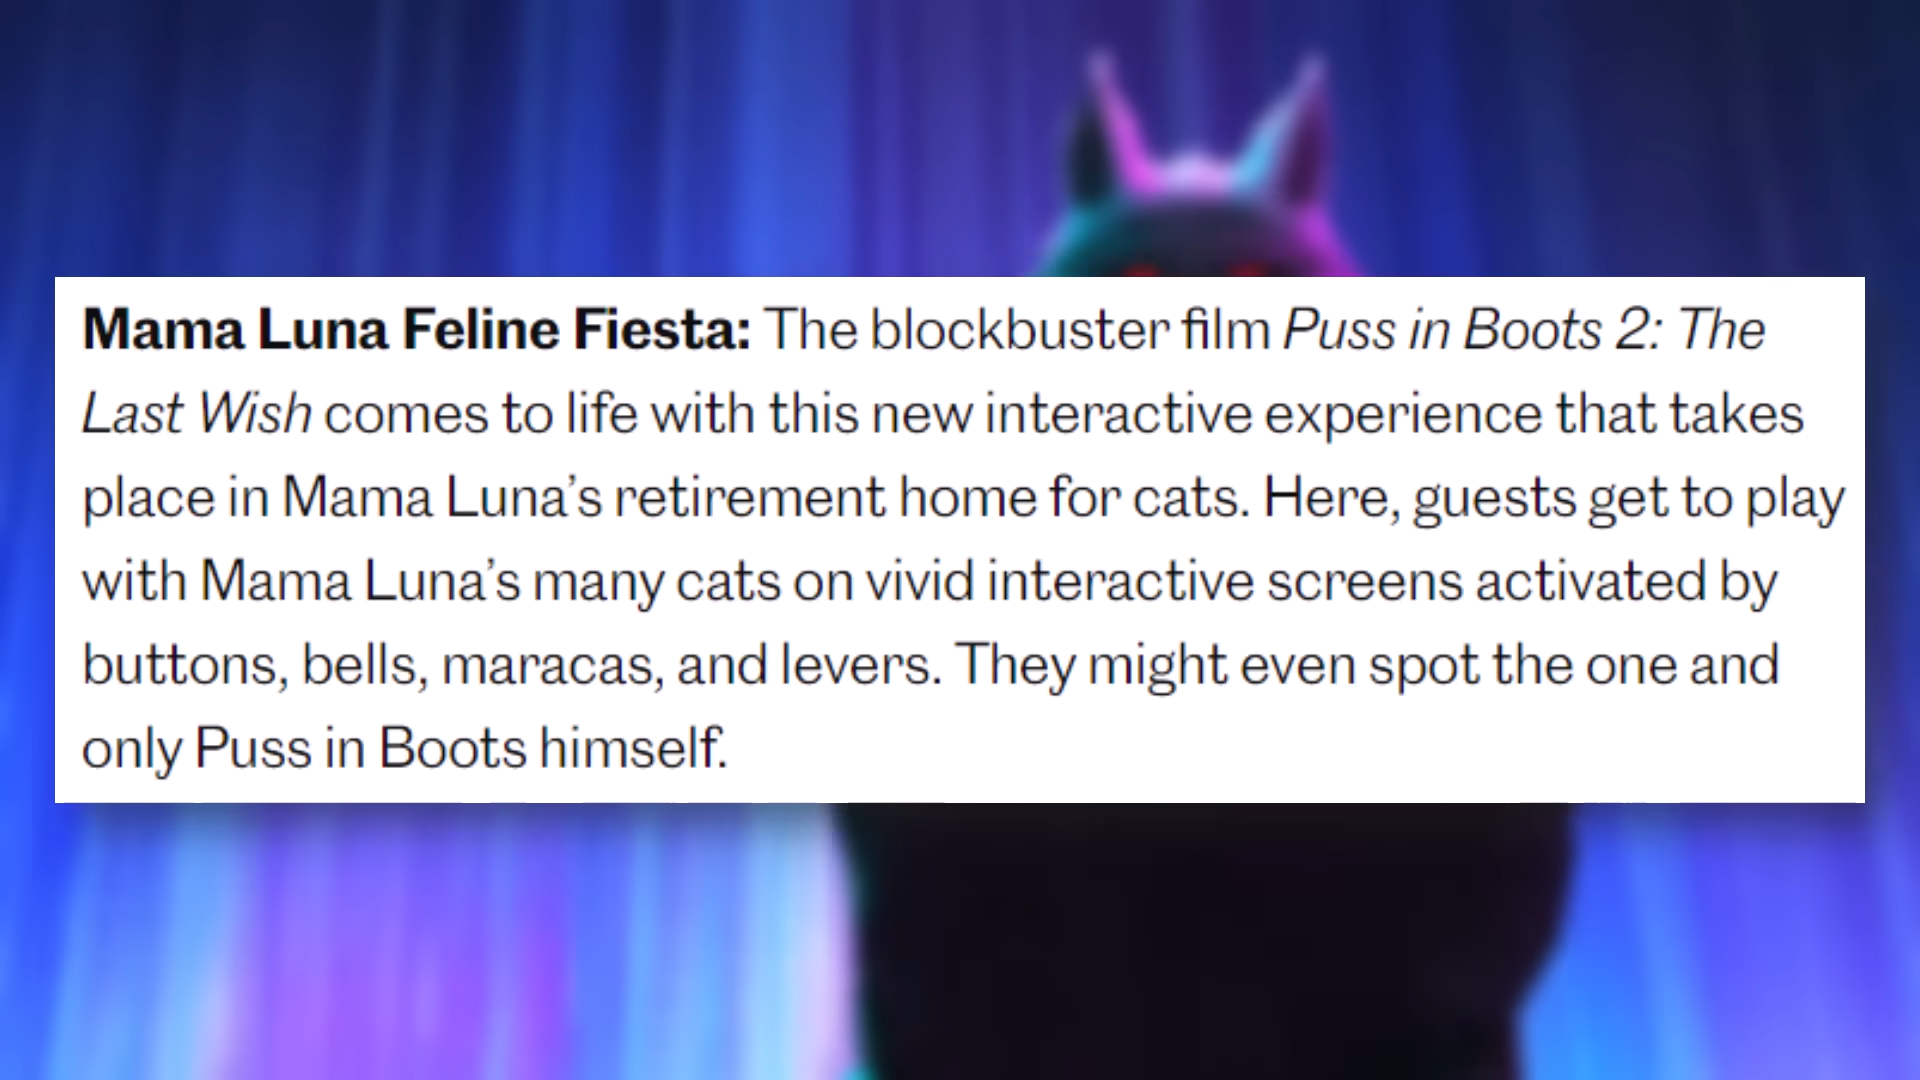 Mama Luna Feline Fiesta: The blockbuster film Puss in Boots 2: The
Last Wish comes to life with this new interactive experience that takes
place in Mama Luna’s retirement home for cats. Here, guests get to play
with Mama Luna’s many cats on vivid interactive screens activated by
buttons, bells, maracas, and levers. They might even spot the one and
only Puss in Boots himself.